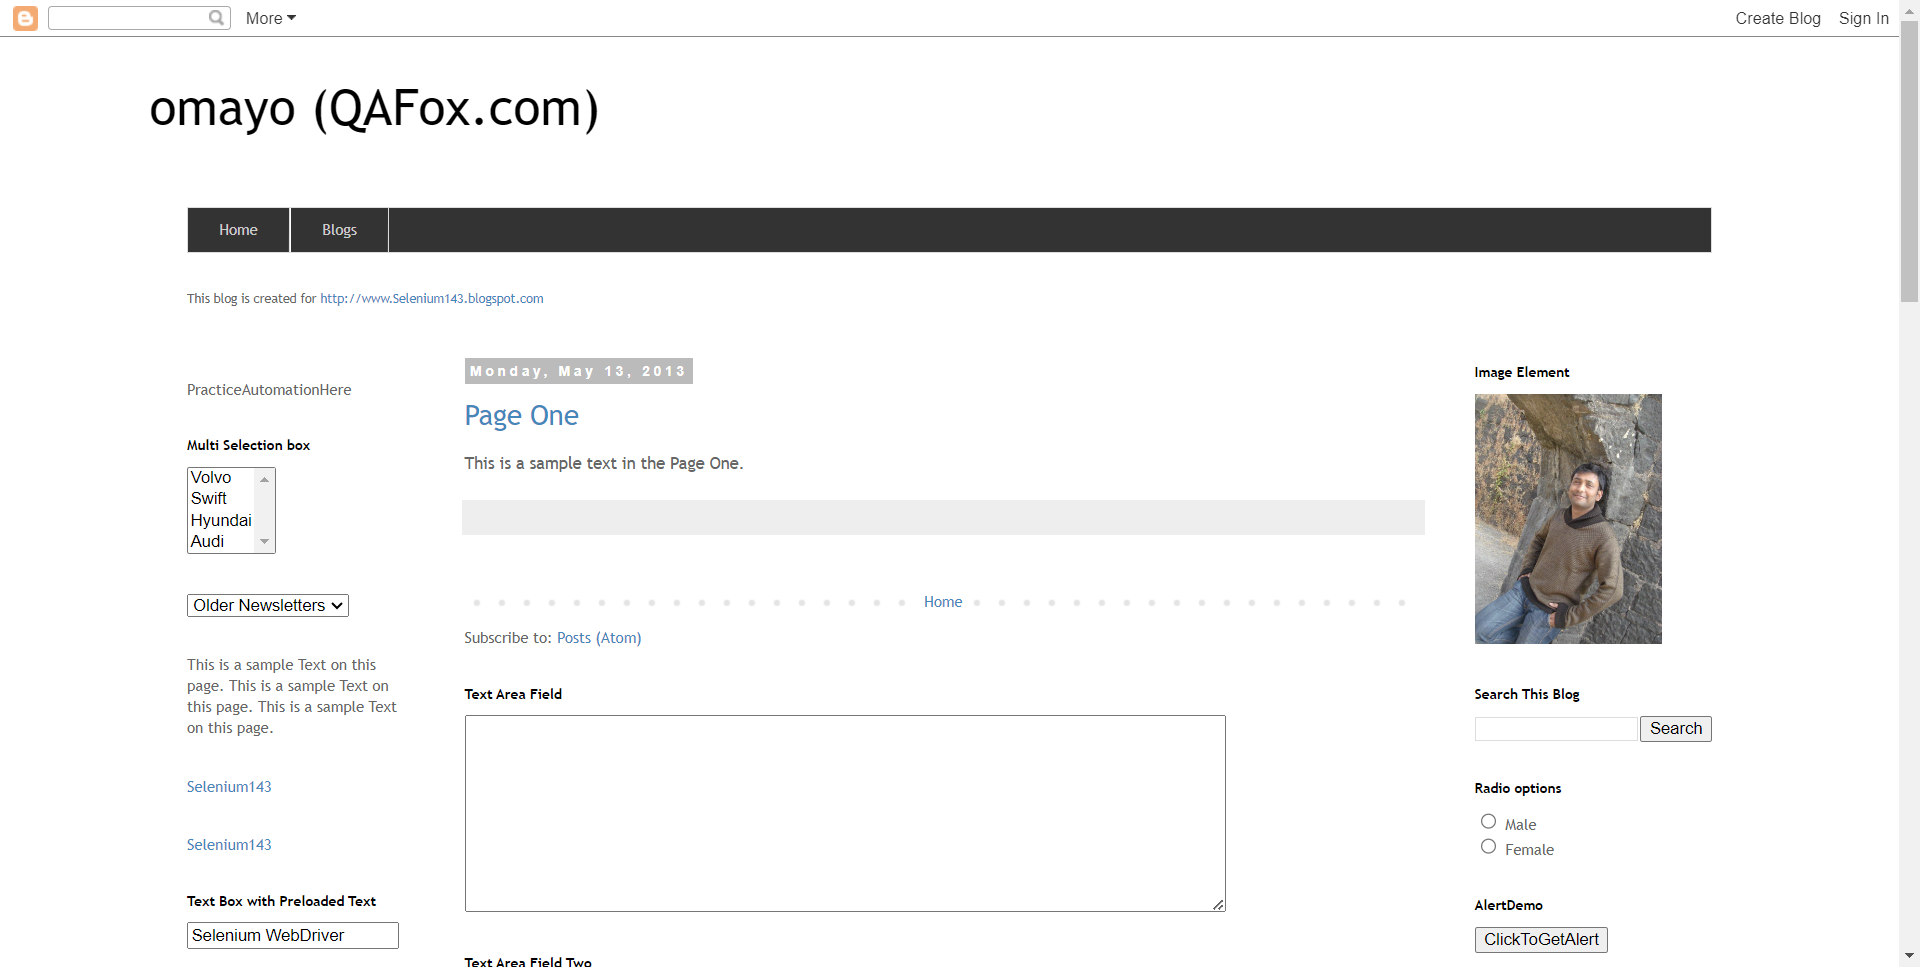 More
Create Blog
Sign In
omayo (QAFox.com)
Home
Blogs
This blog is created for http://www.Selenium143.blogspot.com
PracticeAutomationHere
Multi Selection box
Volvo
Swift
Hyundai
Audi
Older Newsletters
This is a sample Text on this
page. This is a sample Text on
this page. This is a sample Text
on this page.
Selenium143
Selenium143
Text Box with Preloaded Text
Selenium WebDriver
Monday, May 13, 2013
Page One
This is a sample text in the Page One.
Home
Subscribe to: Posts (Atom)
Text Area Field
Text Area Field Two
Image Element
Search This Blog
Search
Radio options
Male
Female
AlertDemo
ClickToGetAlert